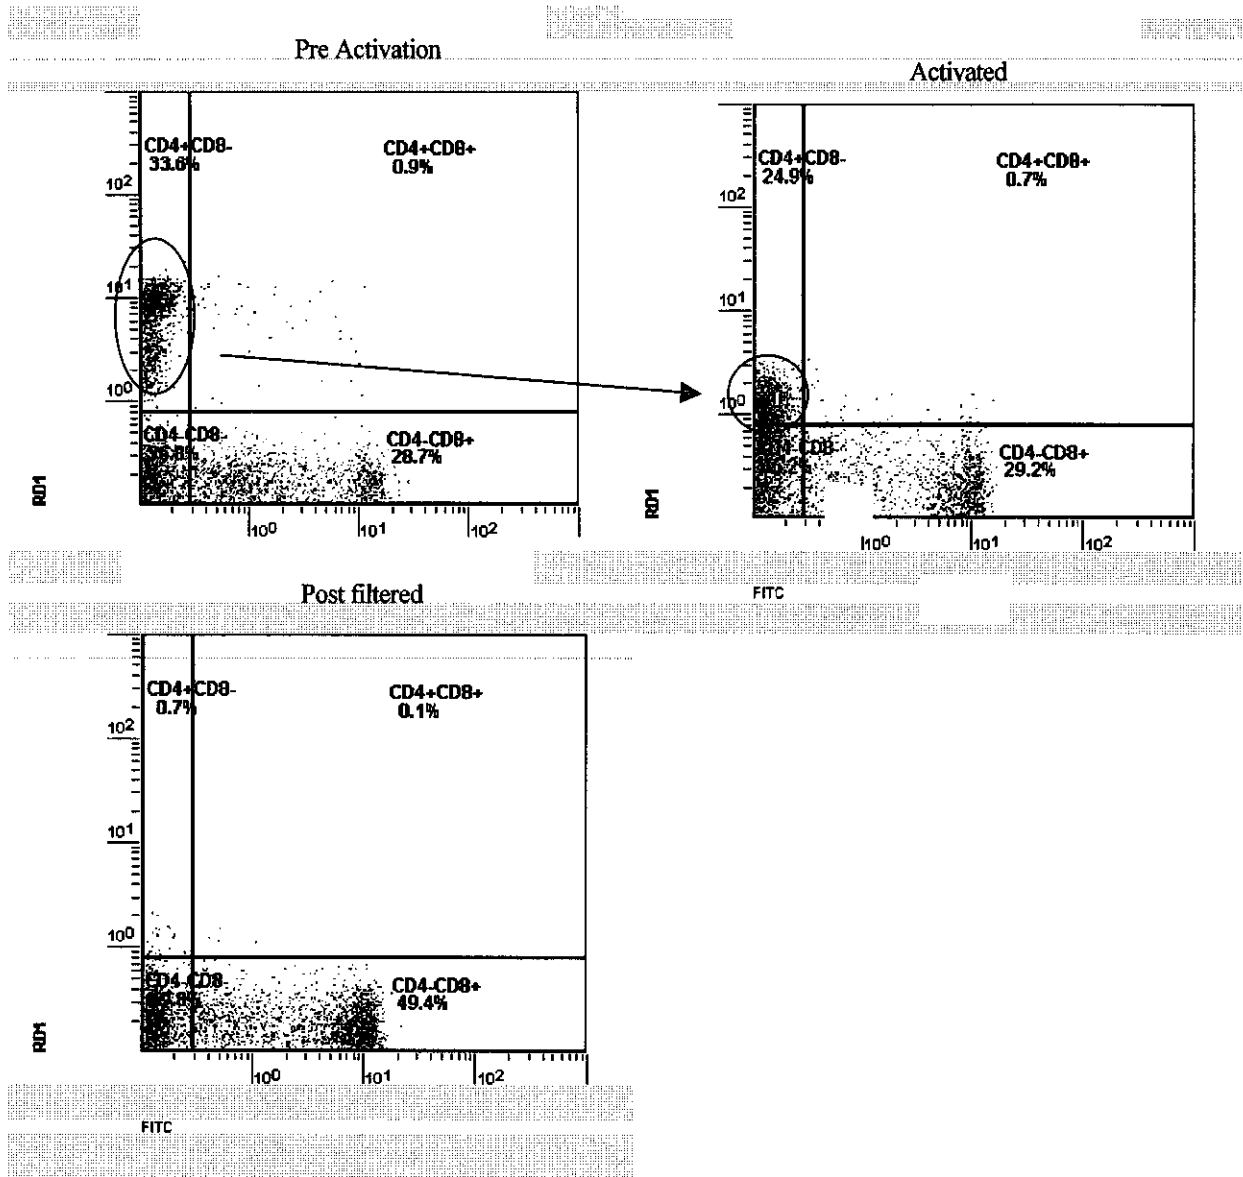 Pre Activation
CD4+CD8-
33.6%
CD4+CD8+
0.9%
10²
10¹
10⁰
CD4-CD8-
CD4-CD8+
28.7%
RD1
10⁰
10¹
10²
Activated
CD4+CD8-
24.9%
CD4+CD8+
0.7%
10²
10¹
10⁰
CD4-CD8+
29.2%
RD1
10⁰
10¹
10²
FITC
Post filtered
CD4+CD8-
0.7%
CD4+CD8+
0.1%
10²
10¹
10⁰
CD4-CD8-
CD4-CD8+
49.4%
RD1
10⁰
10¹
10²
FITC